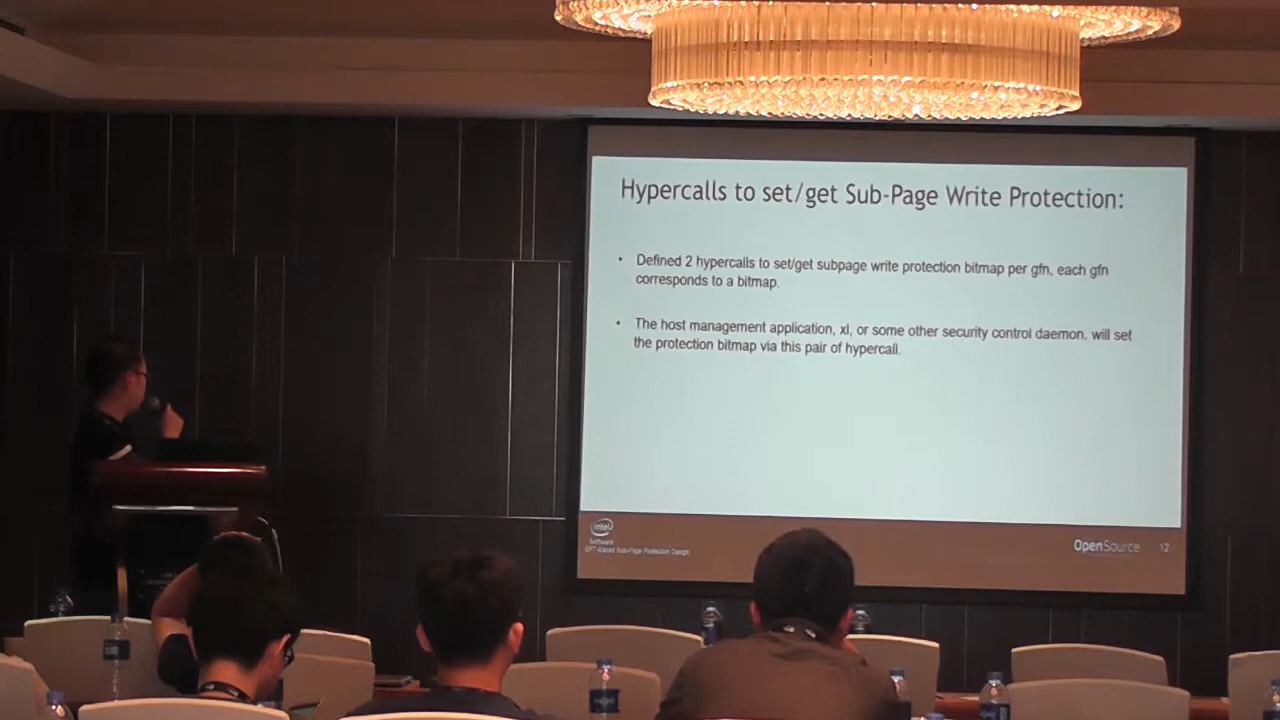 Hypercalls to set/get Sub-Page Write Protection:
• Defined 2 hypercalls to set/get subpage write protection bitmap per gfn, each gfn
corresponds to a bitmap.
• The host management application, xl, or some other security control daemon. will set
the protection bitmap via this pair of hypercall.
intel
Software
EPT-Based Sub-Page Protection Design
OpenSource 12